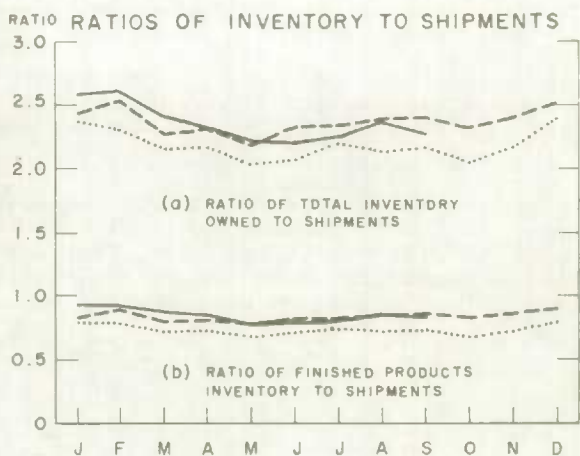 RATIO RATIOS OF INVENTORY TO SHIPMENTS
3.0
2.5
2.0
(a) RATIO OF TOTAL INVENTORY
OWNED TO SHIPMENTS
1.5
1.0
0.5
(b) RATIO OF FINISHED PRODUCTS
INVENTORY TO SHIPMENTS
0
J F M A M J J A S O N D